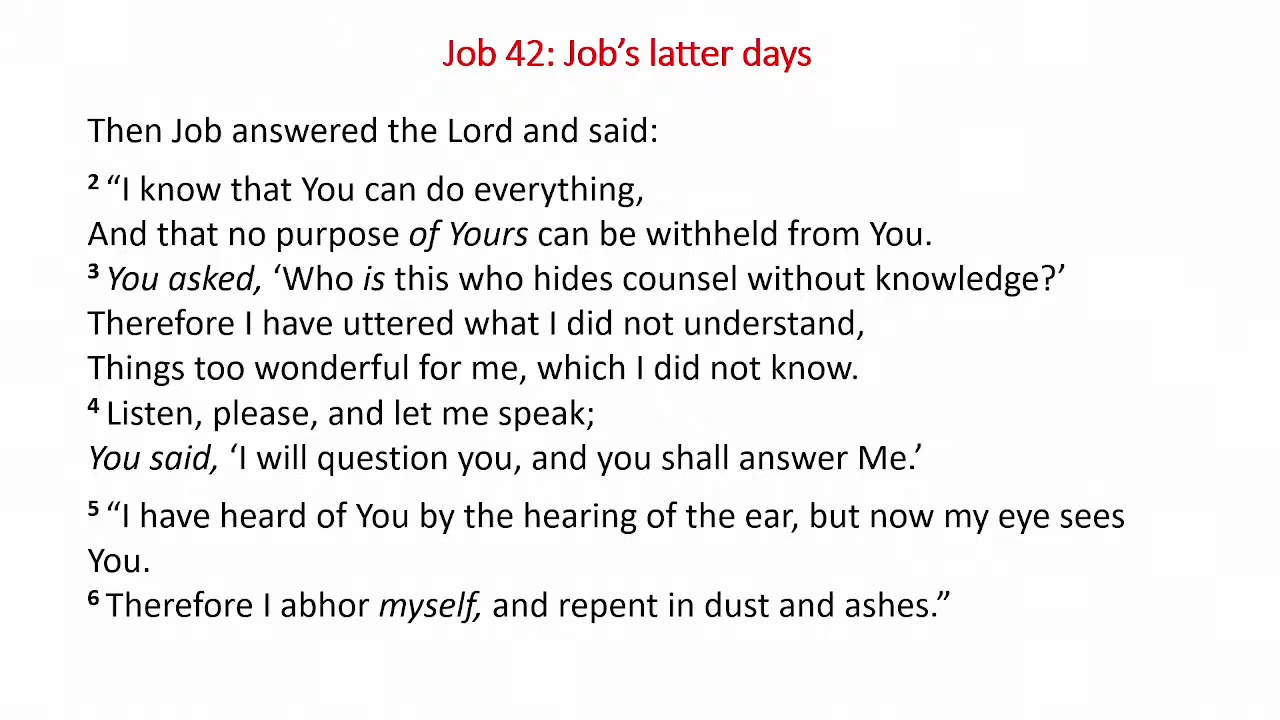 Job 42: Job’s latter days
Then Job answered the Lord and said:
2 “I know that You can do everything,
And that no purpose of Yours can be withheld from You.
3 You asked, ‘Who is this who hides counsel without knowledge?’
Therefore I have uttered what I did not understand,
Things too wonderful for me, which I did not know.
4 Listen, please, and let me speak;
You said, ‘I will question you, and you shall answer Me.’
5 “I have heard of You by the hearing of the ear, but now my eye sees
You.
6 Therefore I abhor myself, and repent in dust and ashes.”